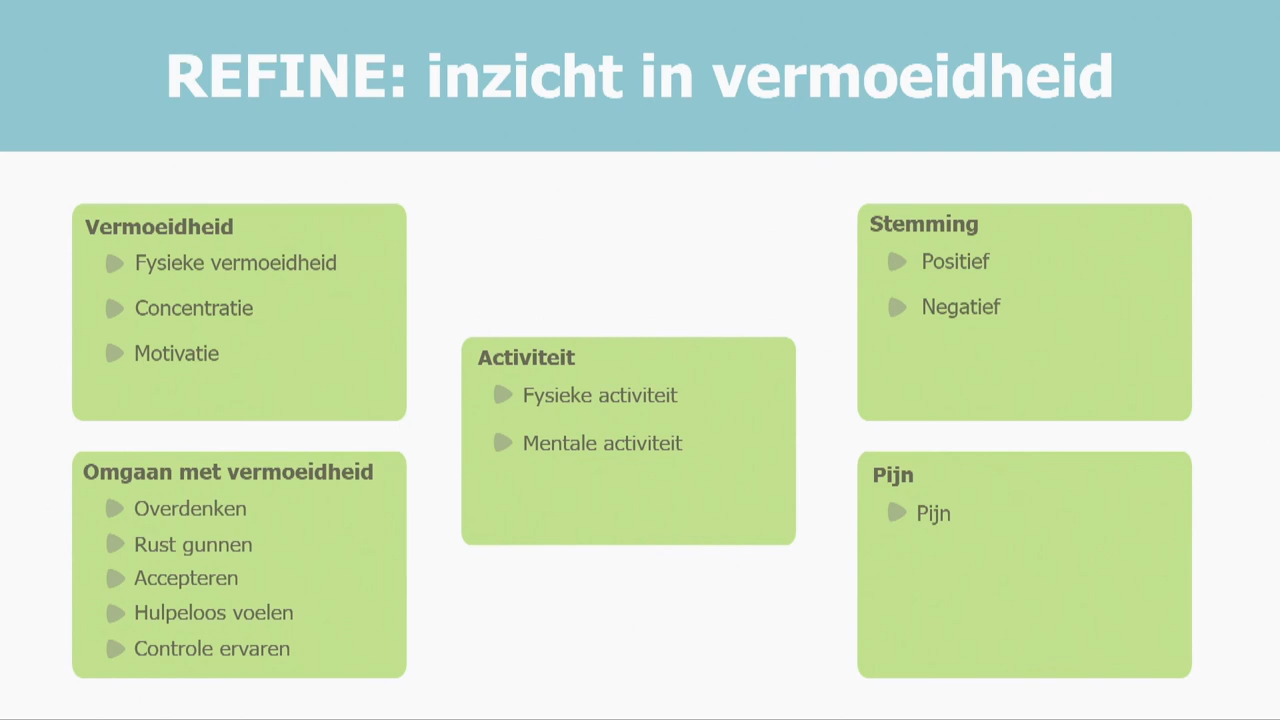 REFINE: inzicht in vermoeidheid
Vermoeidheid
Fysieke vermoeidheid
Concentratie
Motivatie
Omgaan met vermoeidheid
Overdenken
Rust gunnen
Accepteren
Hulpeloos voelen
Controle ervaren
Activiteit
Fysieke activiteit
Mentale activiteit
Stemming
Positief
Negatief
Pijn
Pijn